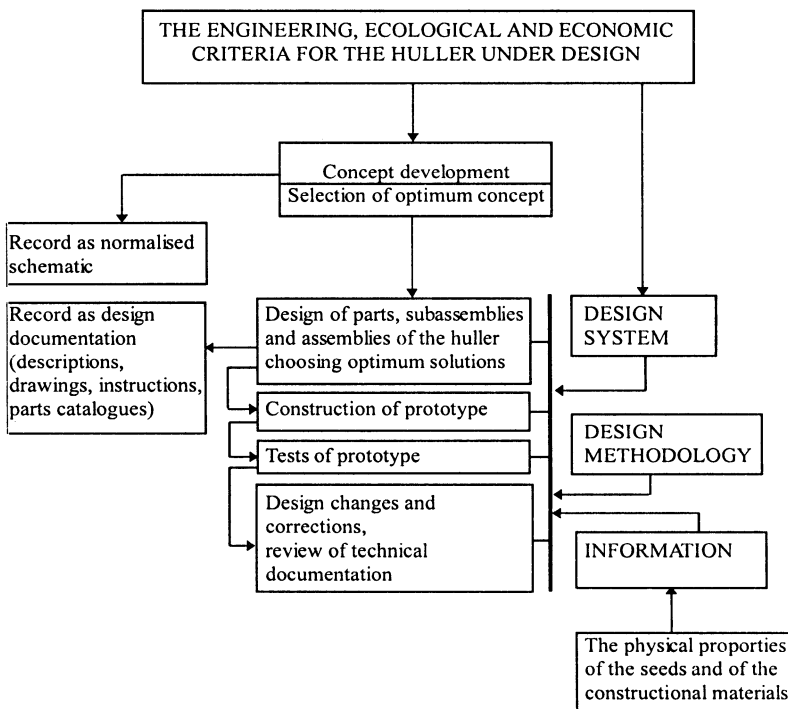 THE ENGINEERING, ECOLOGICAL AND ECONOMIC
CRITERIA FOR THE HULLER UNDER DESIGN
Concept development
Selection of optimum concept
Record as normalised
schematic
Record as design
documentation
(descriptions,
drawings, instructions,
parts catalogues)
Design of parts, subassemblies
and assemblies of the huller
choosing optimum solutions
Construction of prototype
Tests of prototype
Design changes and
corrections,
review of technical
documentation
DESIGN
SYSTEM
DESIGN
METHODOLOGY
INFORMATION
The physical proporties
of the seeds and of the
constructional materials